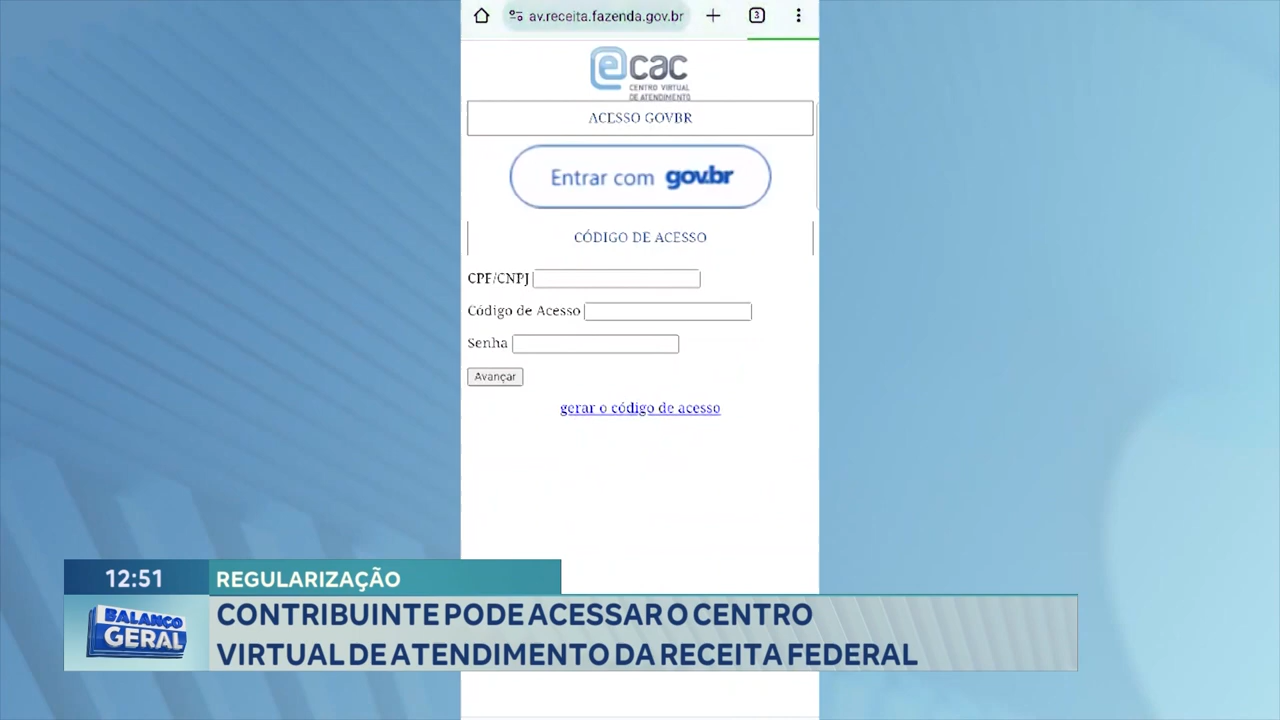 av.receita.fazenda.gov.br
3
ecac
CENTRO VIRTUAL
DE ATENDIMENTO
ACESSO GOVBR
Entrar com gov.br
CÓDIGO DE ACESSO
CPF/CNPJ
Código de Acesso
Senha
Avançar
gerar o código de acesso
12:51
REGULARIZAÇÃO
BALANÇO
GERAL
CONTRIBUINTE PODE ACESSAR O CENTRO
VIRTUAL DE ATENDIMENTO DA RECEITA FEDERAL